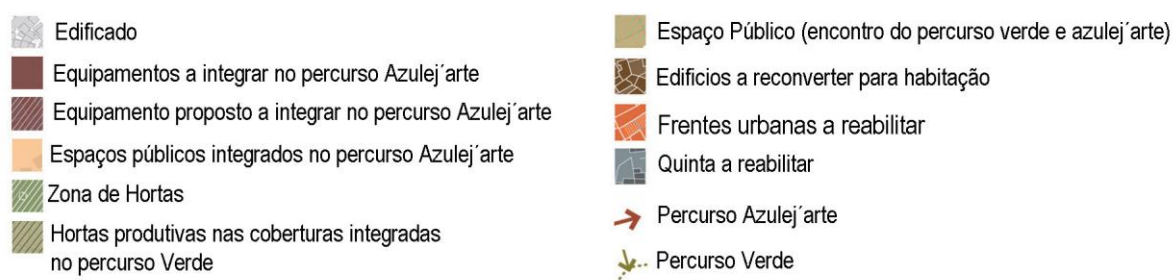 Edificado
Equipamentos a integrar no percurso Azulej´arte
Equipamento proposto a integrar no percurso Azulej´arte
Espaços públicos integrados no percurso Azulej´arte
Zona de Hortas
Hortas produtivas nas coberturas integradas
no percurso Verde
Espaço Público (encontro do percurso verde e azulej´arte)
Edificios a reconverter para habitação
Frentes urbanas a reabilitar
Quinta a reabilitar
Percurso Azulej´arte
Percurso Verde